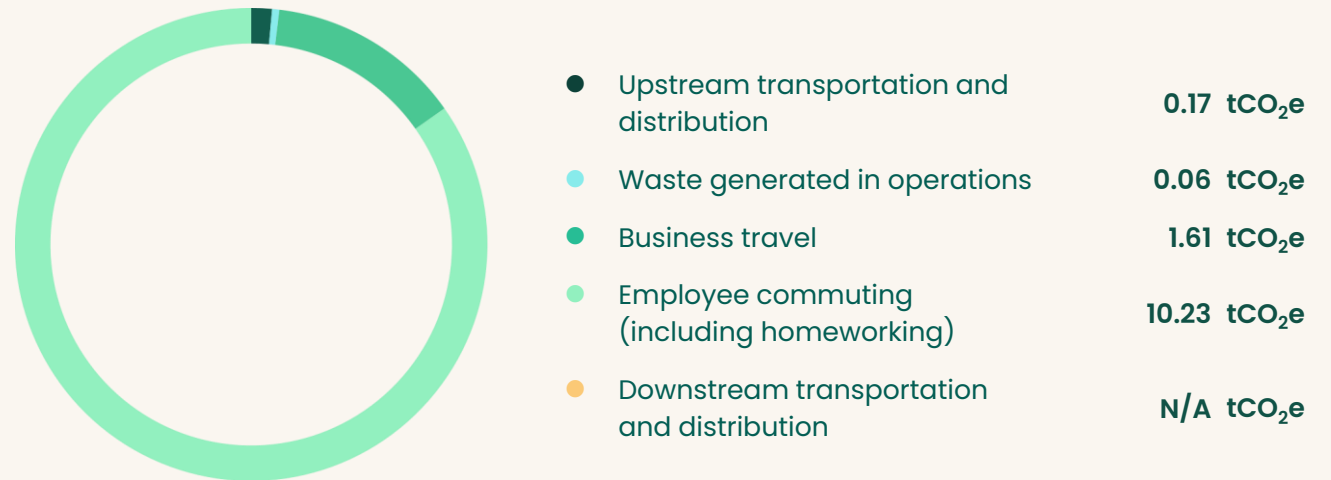 Upstream transportation and
distribution
0.17 tCO₂e
Waste generated in operations 0.06 tCO₂e
Business travel 1.61 tCO₂e
Employee commuting
(including homeworking)
10.23 tCO₂e
Downstream transportation
and distribution
N/A tCO₂e